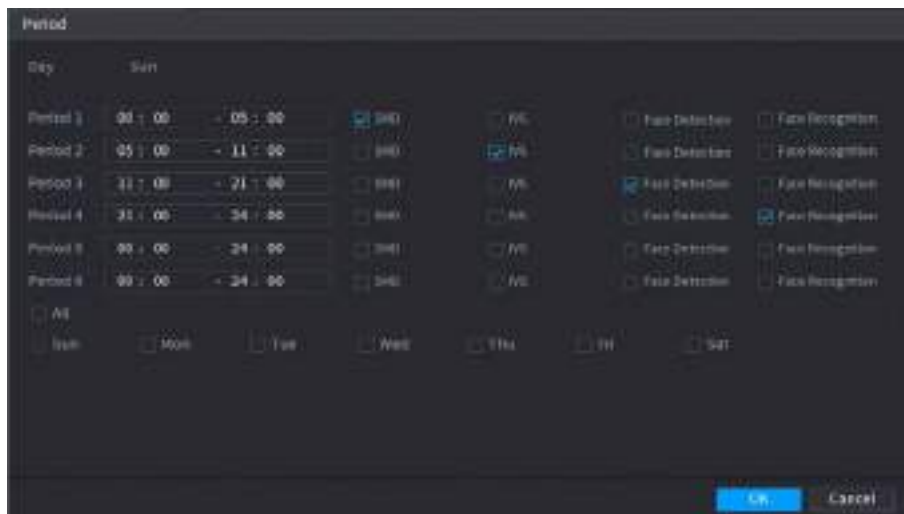 Period
Day Sun
Period 1 00 : 00 - 05 : 00 SMD IVS Face Detection Face Recognition
Period 2 05 : 00 - 11 : 00 SMD IVS Face Detection Face Recognition
Period 3 11 : 00 - 21 : 00 SMD IVS Face Detection Face Recognition
Period 4 21 : 00 - 24 : 00 SMD IVS Face Detection Face Recognition
Period 5 00 : 00 - 24 : 00 SMD IVS Face Detection Face Recognition
Period 6 00 : 00 - 24 : 00 SMD IVS Face Detection Face Recognition
All
Sun Mon Tue Wed Thu Fri Sat
OK Cancel